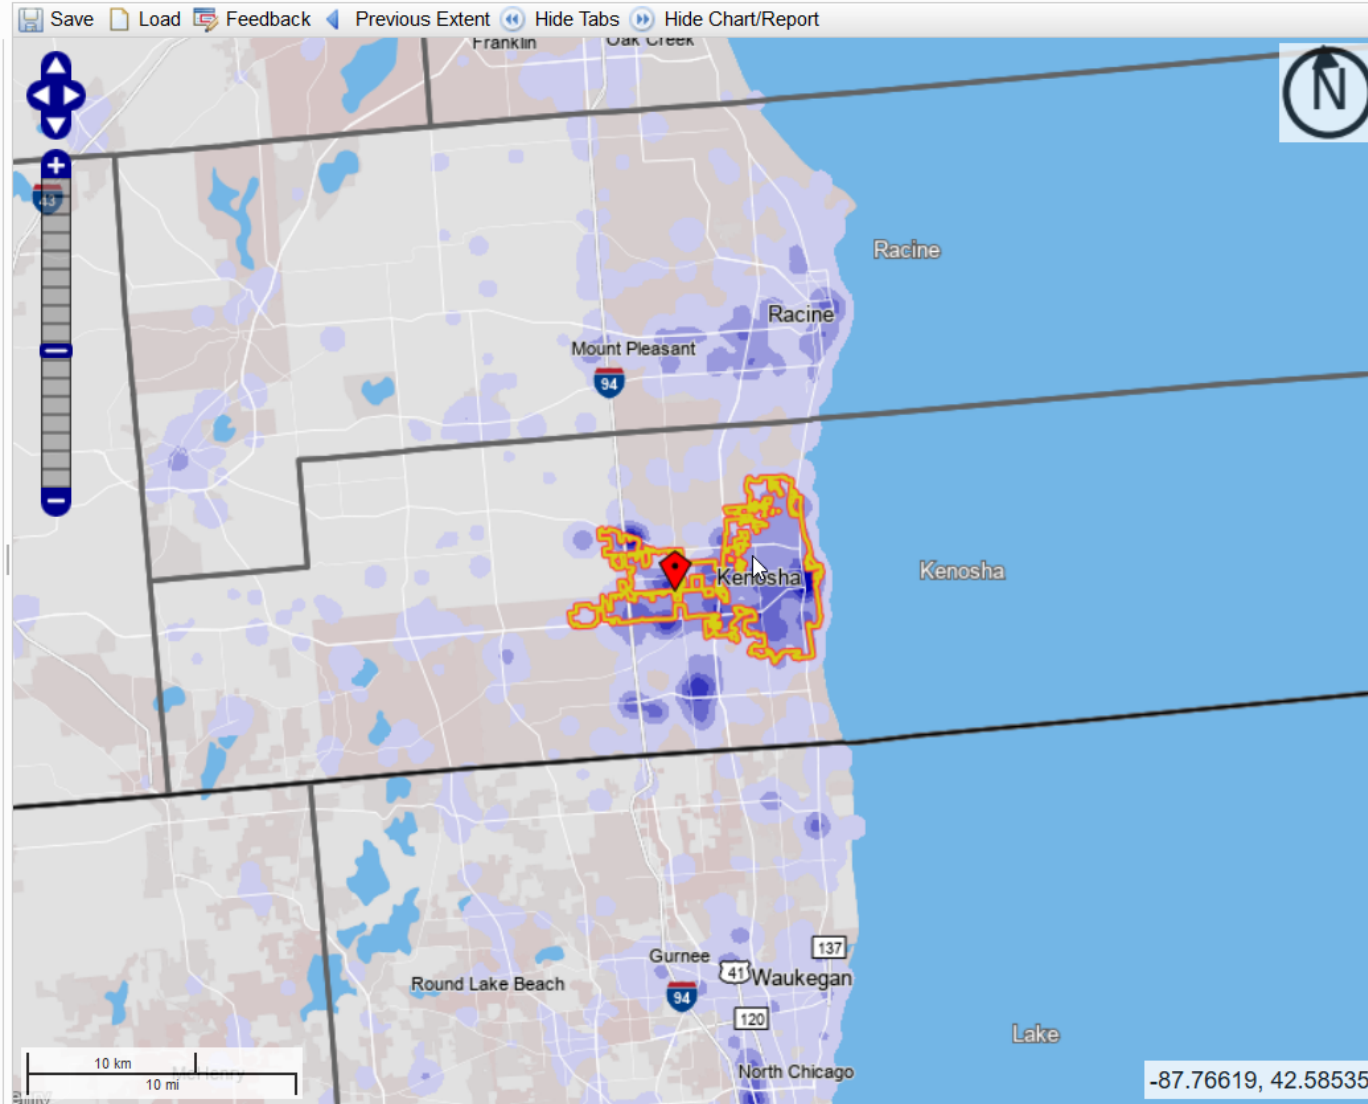 Save Load Feedback Previous Extent Hide Tabs Hide Chart/Report
Franklin
Oak Creek
N
43
Racine
Racine
Mount Pleasant
94
Kenosha
Kenosha
137
Gurnee
41
Waukegan
Round Lake Beach
94
120
Lake
10 km
North Chicago
McHenry
10 mi
-87.76619, 42.58535